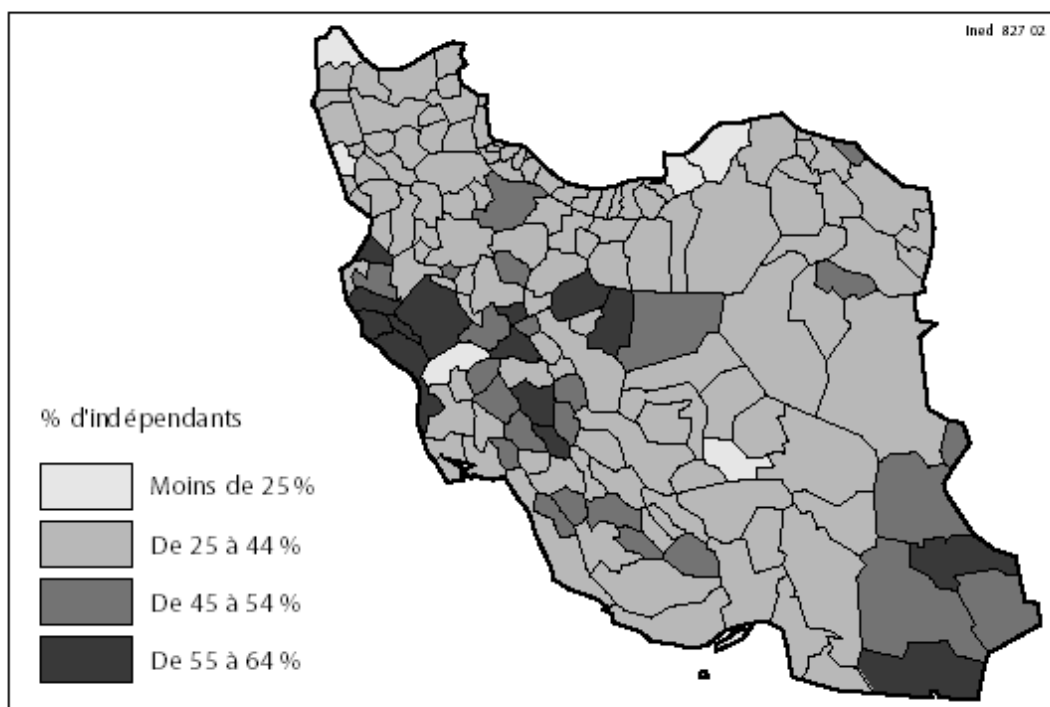 Ined 827 02
% d'indépendants
Moins de 25 %
De 25 à 44 %
De 45 à 54 %
De 55 à 64 %